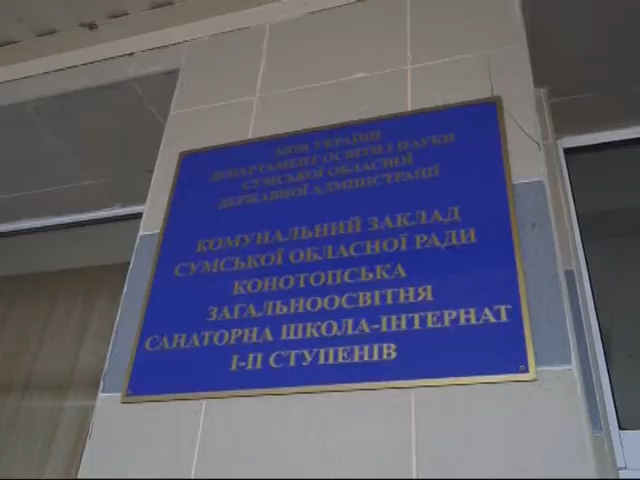 МОН УКРАЇНИ
ДЕПАРТАМЕНТ ОСВІТИ І НАУКИ
СУМСЬКОЇ ОБЛАСНОЇ
ДЕРЖАВНОЇ АДМІНІСТРАЦІЇ
КОМУНАЛЬНИЙ ЗАКЛАД
СУМСЬКОЇ ОБЛАСНОЇ РАДИ
КОНОТОПСЬКА
ЗАГАЛЬНООСВІТНЯ
САНАТОРНА ШКОЛА-ІНТЕРНАТ
І-ІІ СТУПЕНІВ